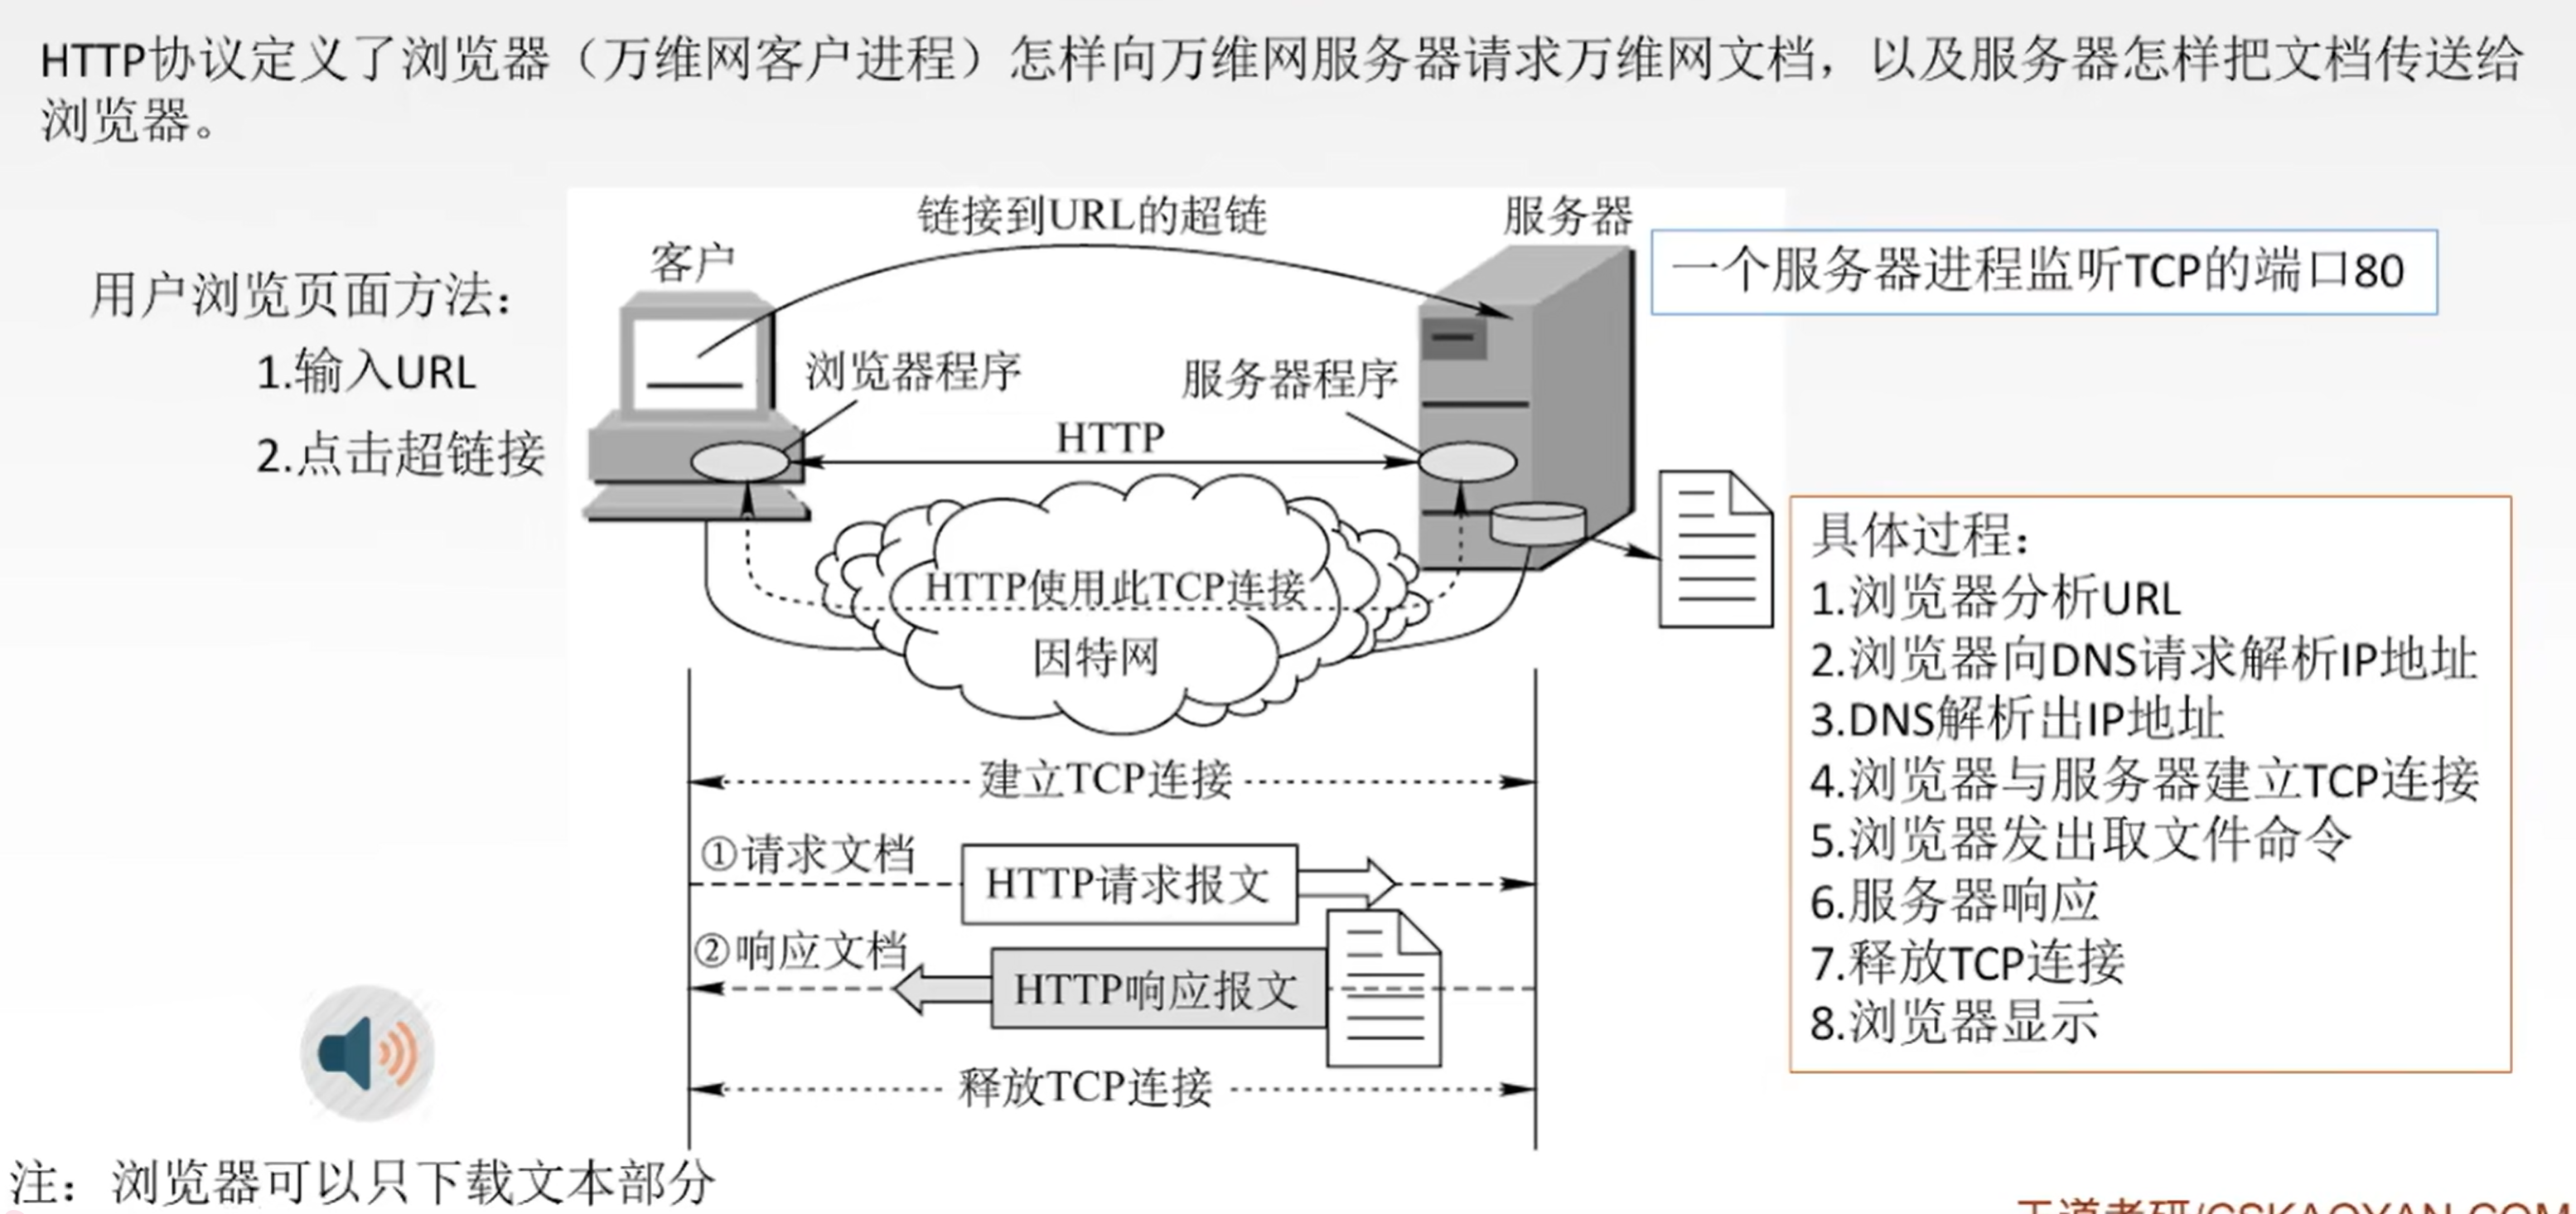 HTTP协议定义了浏览器（万维网客户进程）怎样向万维网服务器请求万维网文档，以及服务器怎样把文档传送给
浏览器。
用户浏览页面方法：
1.输入URL
2.点击超链接
链接到URL的超链
客户
服务器
一个服务器进程监听TCP的端口80
浏览器程序
服务器程序
HTTP
HTTP使用此TCP连接
因特网
建立TCP连接
①请求文档
HTTP请求报文
②响应文档
HTTP响应报文
释放TCP连接
具体过程：
1.浏览器分析URL
2.浏览器向DNS请求解析IP地址
3.DNS解析出IP地址
4.浏览器与服务器建立TCP连接
5.浏览器发出取文件命令
6.服务器响应
7.释放TCP连接
8.浏览器显示
注：浏览器可以只下载文本部分
王道考研/CSKAOYAN.COM